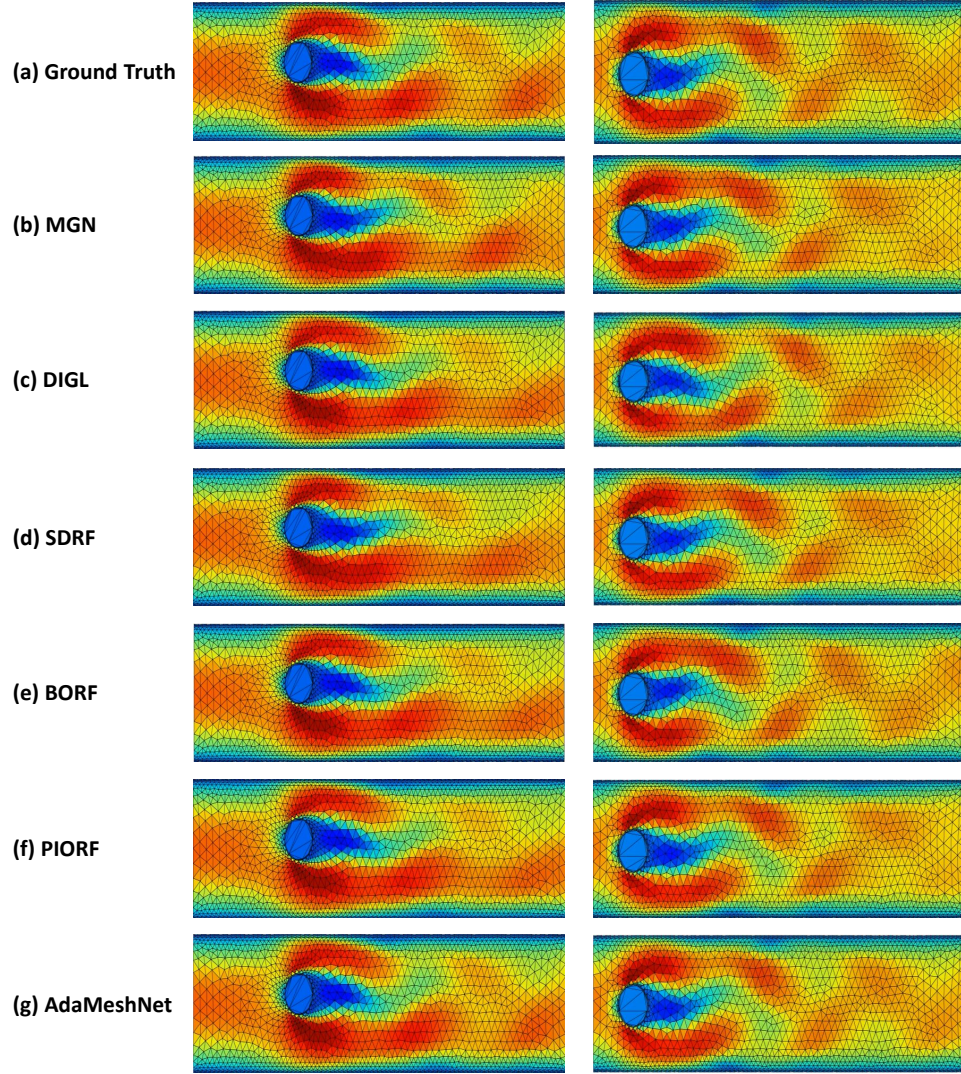 (a) Ground Truth
(b) MGN
(c) DIGL
(d) SDRF
(e) BORF
(f) PIORF
(g) AdaMeshNet